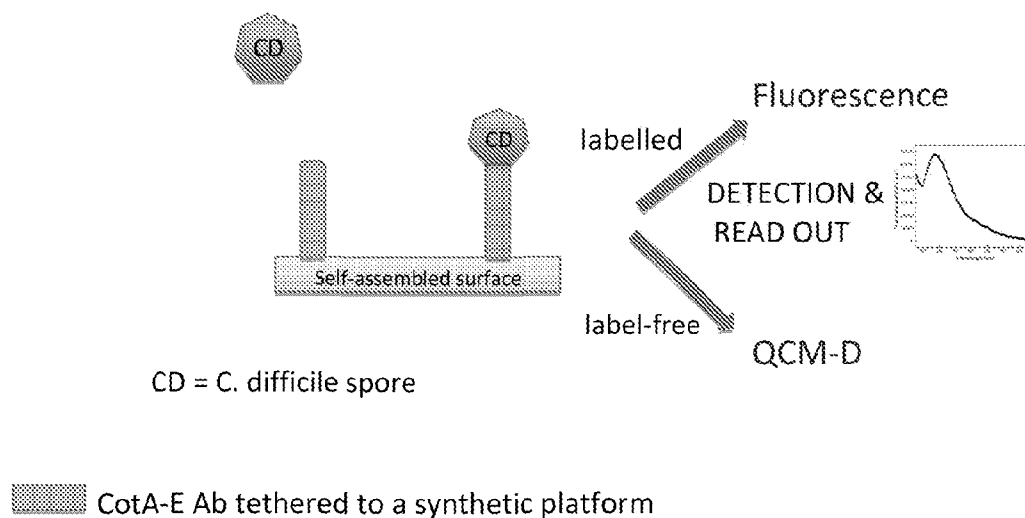 CD
Fluorescence
CD
labelled
DETECTION &
READ OUT
Self-assembled surface
label-free
QCM-D
CD = C. difficile spore
CotA-E Ab tethered to a synthetic platform